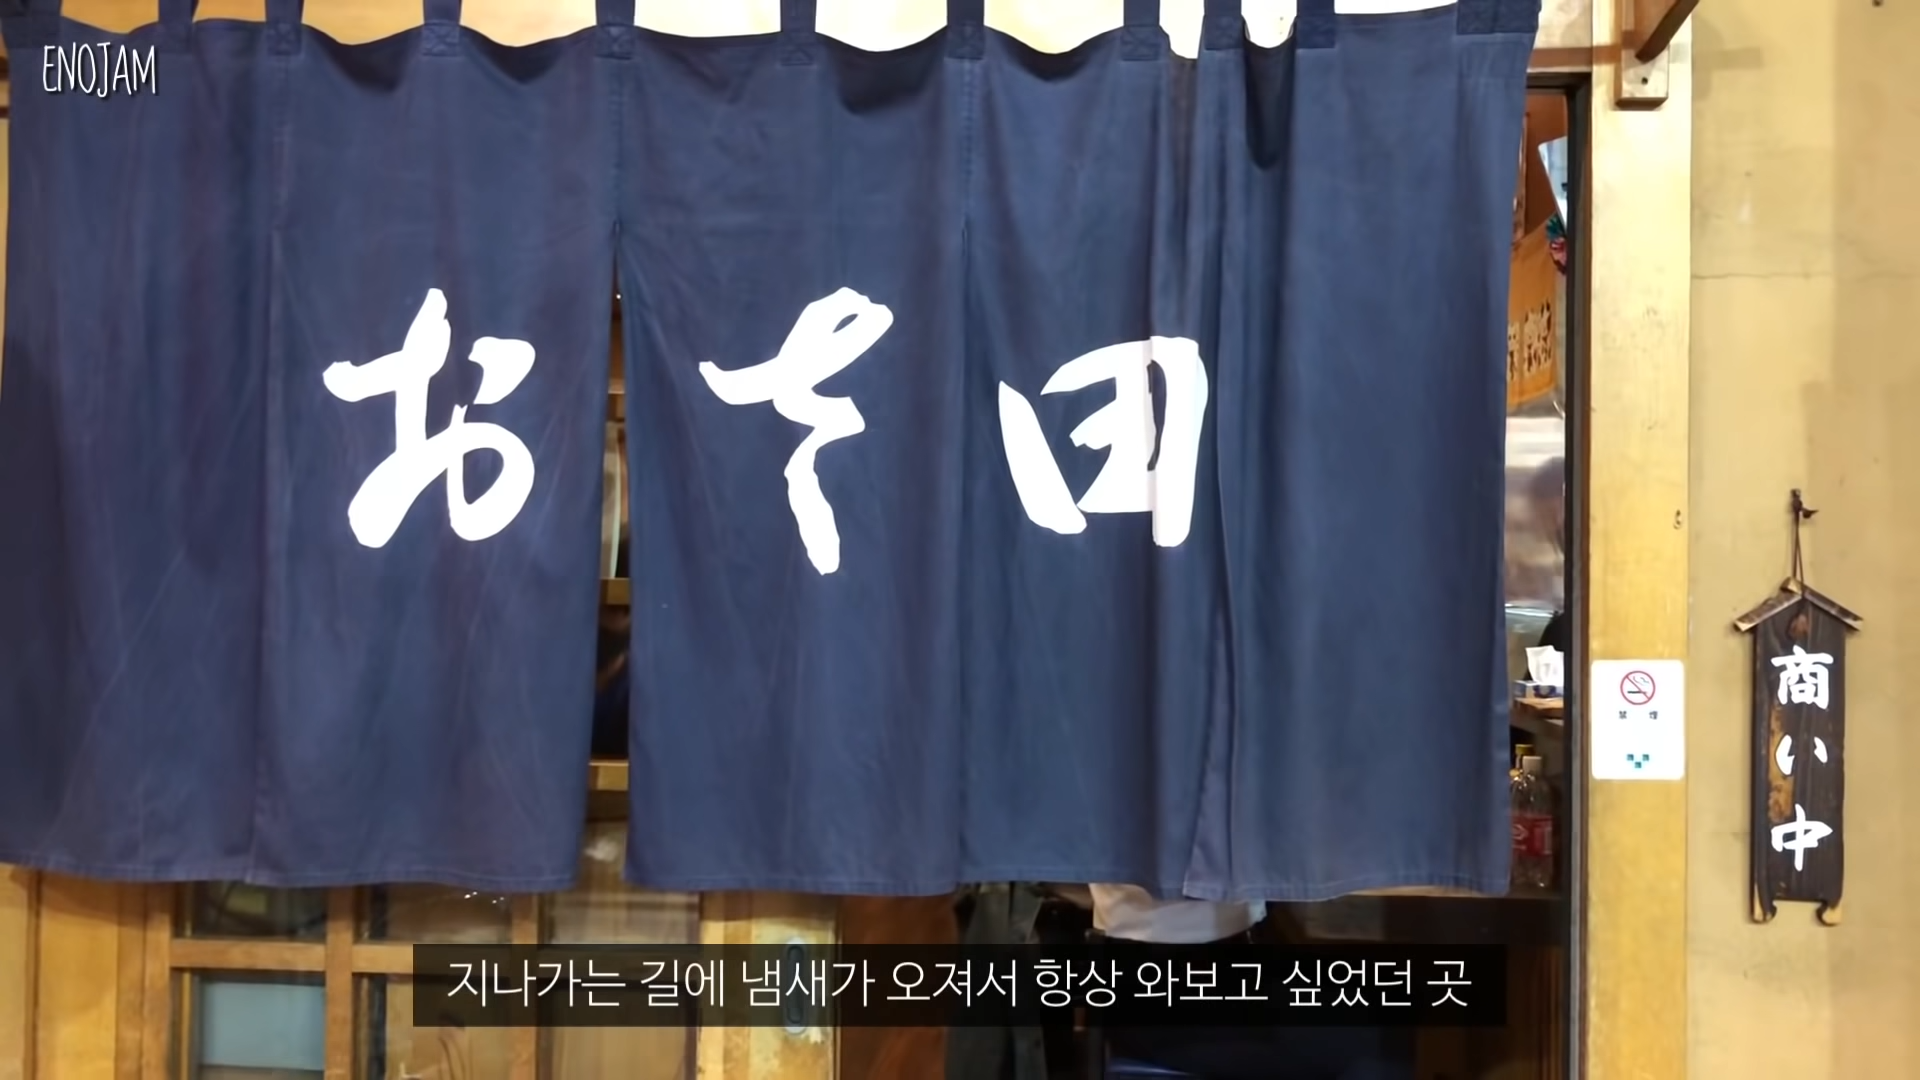 ENOJAM
お 田
禁煙
商い中
지나가는 길에 냄새가 오져서 항상 와보고 싶었던 곳